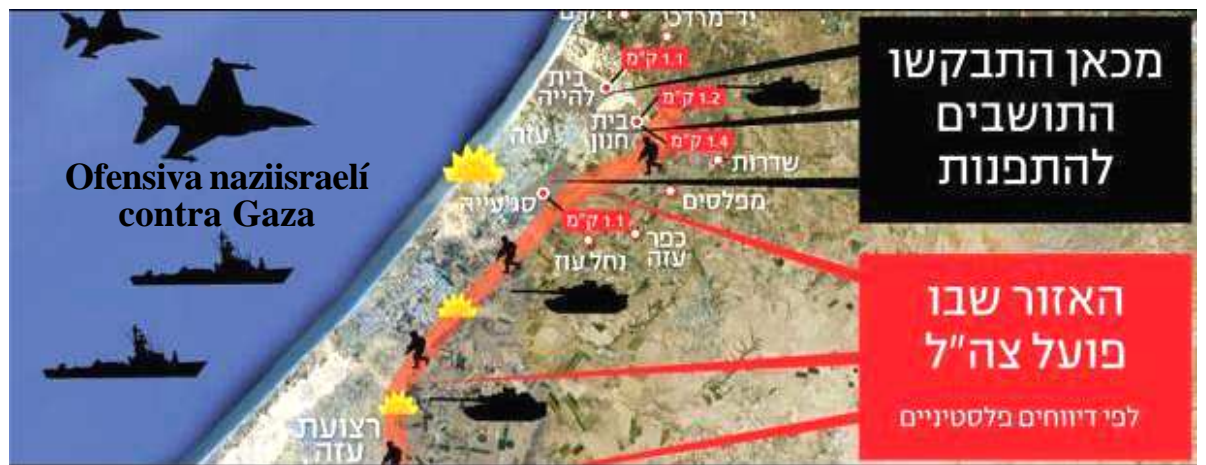 Ofensiva naziisraelí
contra Gaza
יד-מרדכי
1.1 ק"מ
בית
להייה
1.2 ק"מ
בית
חנון
עזה
1.4 ק"מ
שדרות
סג'עייה
מפלסים
1.1 ק"מ
כפר
עזה
נחל עוז
רצועת
עזה
מכאן התבקשו
התושבים
להתפנות
האזור שבו
פועל צה"ל
לפי דיווחים פלסטיניים